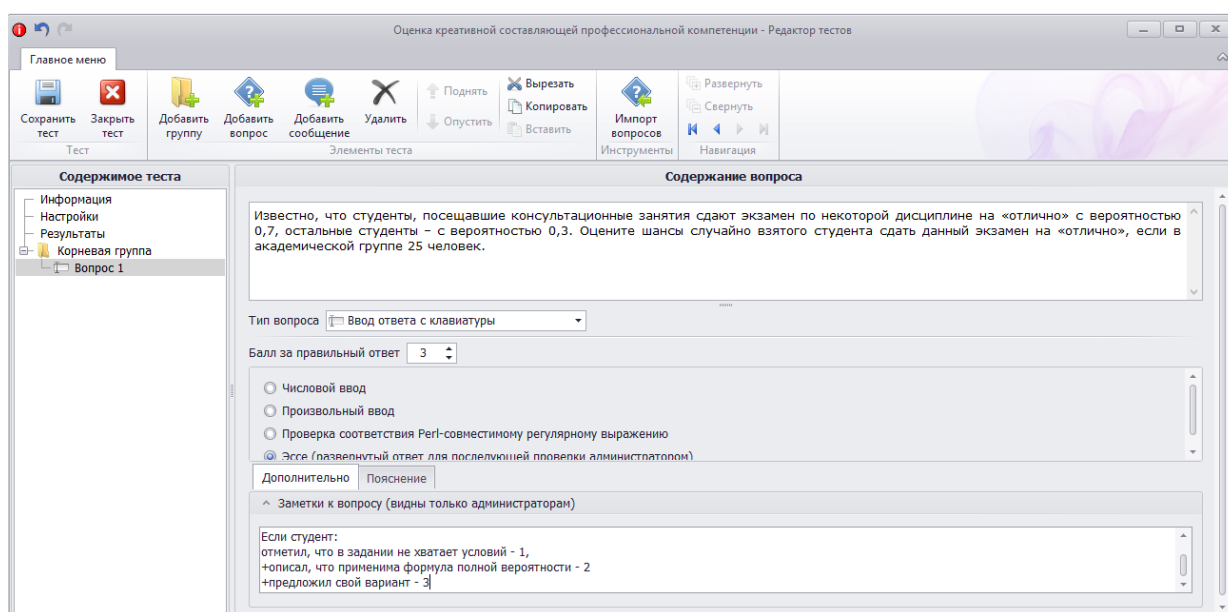 Оценка креативной составляющей профессиональной компетенции - Редактор тестов
Главное меню
Сохранить тест
Закрыть тест
Добавить группу
Добавить вопрос
Добавить сообщение
Удалить
Поднять
Опустить
Вырезать
Копировать
Вставить
Импорт вопросов
Развернуть
Свернуть
Тест
Элементы теста
Инструменты
Навигация
Содержимое теста
Информация
Настройки
Результаты
Корневая группа
Вопрос 1
Содержание вопроса
Известно, что студенты, посещавшие консультационные занятия сдают экзамен по некоторой дисциплине на «отлично» с вероятностью
0,7, остальные студенты – с вероятностью 0,3. Оцените шансы случайно взятого студента сдать данный экзамен на «отлично», если в
академической группе 25 человек.
Тип вопроса Ввод ответа с клавиатуры
Балл за правильный ответ 3
Числовой ввод
Произвольный ввод
Проверка соответствия Perl-совместимому регулярному выражению
Эссе (развернутый ответ для последующей проверки администратором)
Дополнительно Пояснение
Заметки к вопросу (видны только администраторам)
Если студент:
отметил, что в задании не хватает условий - 1,
+описал, что применима формула полной вероятности - 2
+предложил свой вариант - 3